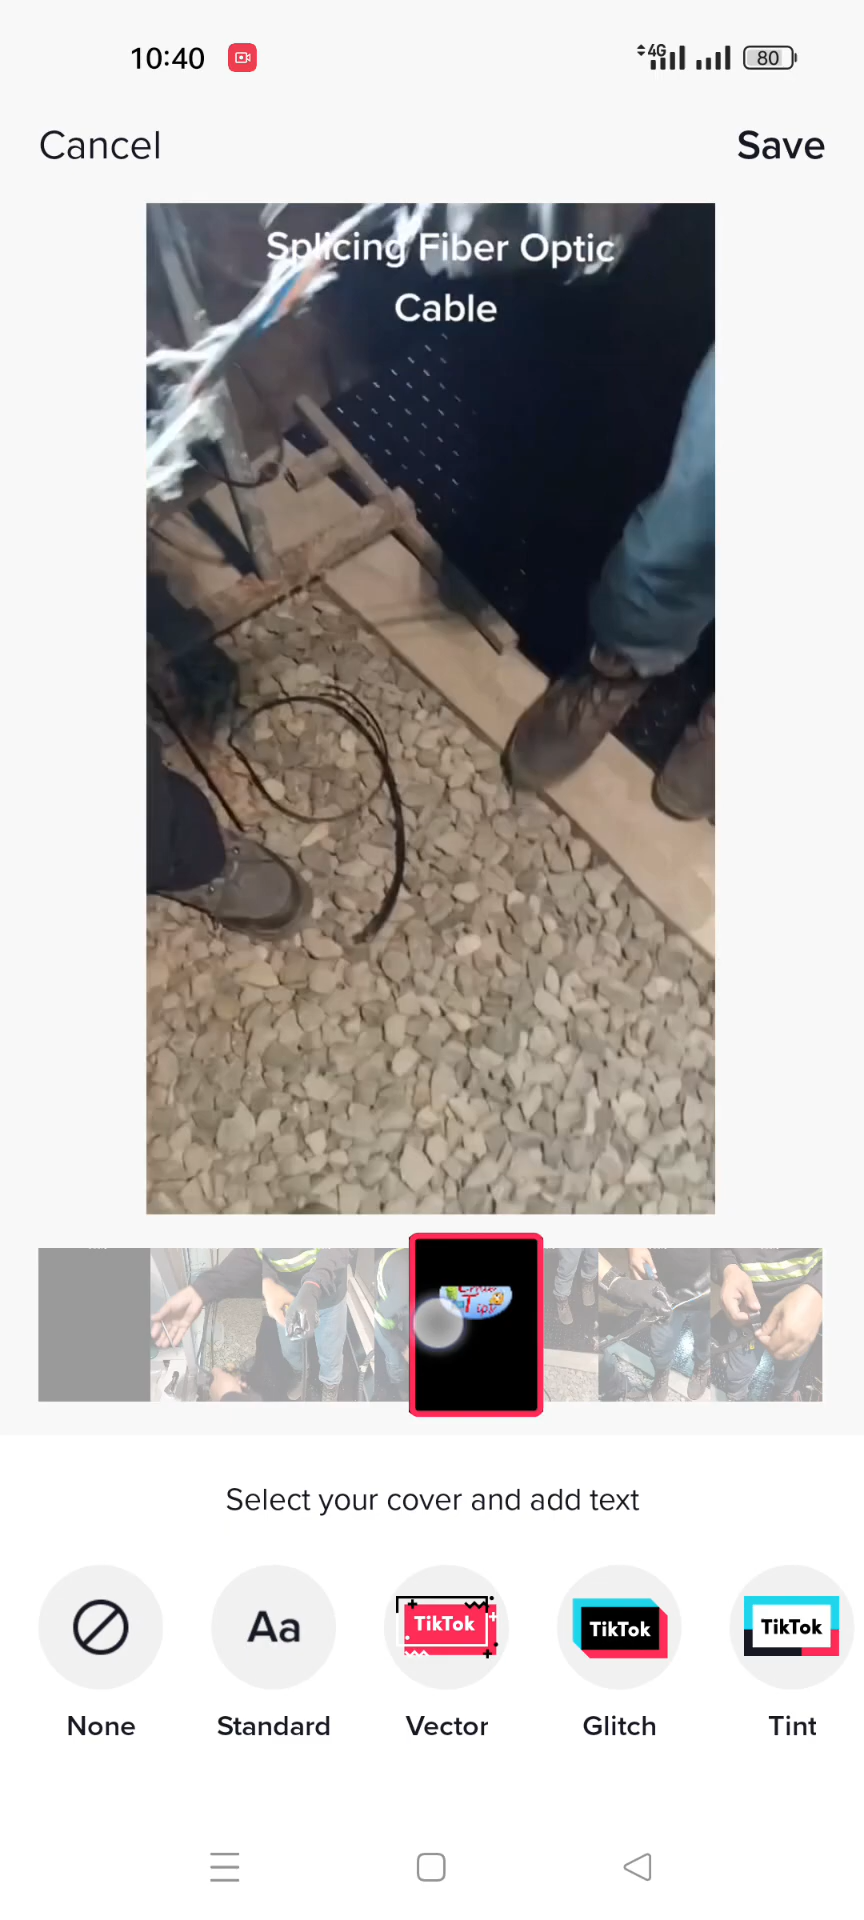 10:40
4G
80
Cancel
Save
Splicing Fiber Optic
Cable
Tips
Select your cover and add text
Aa
TikTok
TikTok
TikTok
None
Standard
Vector
Glitch
Tint